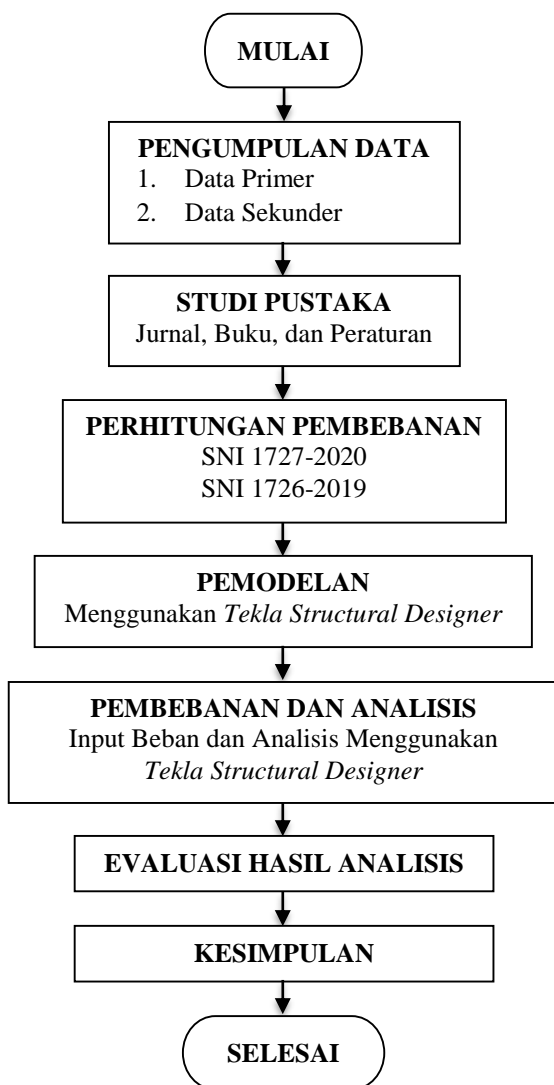 MULAI
PENGUMPULAN DATA
1. Data Primer
2. Data Sekunder
STUDI PUSTAKA
Jurnal, Buku, dan Peraturan
PERHITUNGAN PEMBEBANAN
SNI 1727-2020
SNI 1726-2019
PEMODELAN
Menggunakan Tekla Structural Designer
PEMBEBANAN DAN ANALISIS
Input Beban dan Analisis Menggunakan
Tekla Structural Designer
EVALUASI HASIL ANALISIS
KESIMPULAN
SELESAI